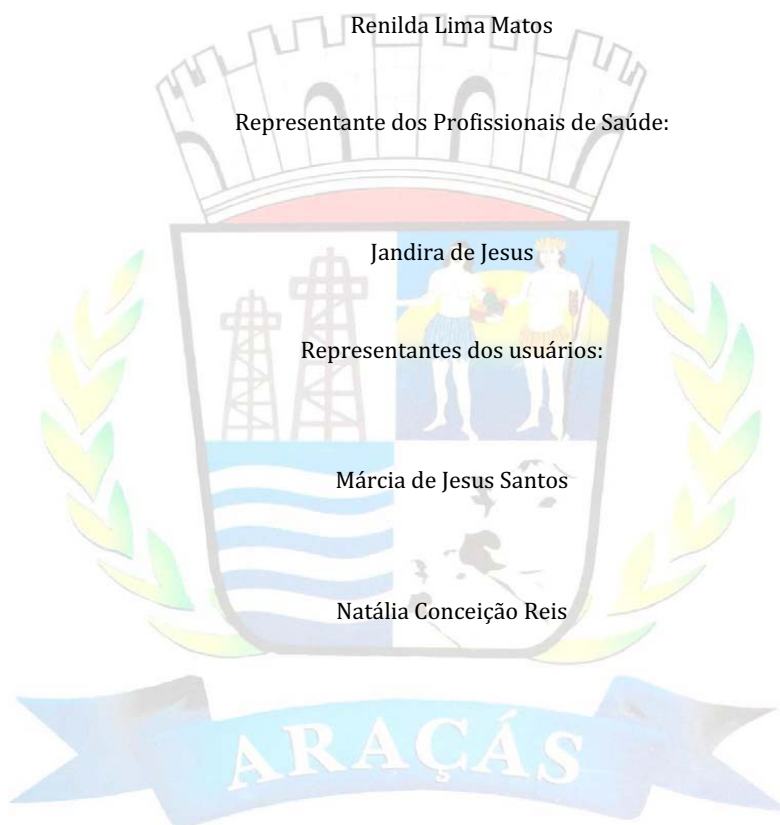 Renilda Lima Matos
Representante dos Profissionais de Saúde:
Jandira de Jesus
Representantes dos usuários:
Márcia de Jesus Santos
Natália Conceição Reis
ARAÇÁS